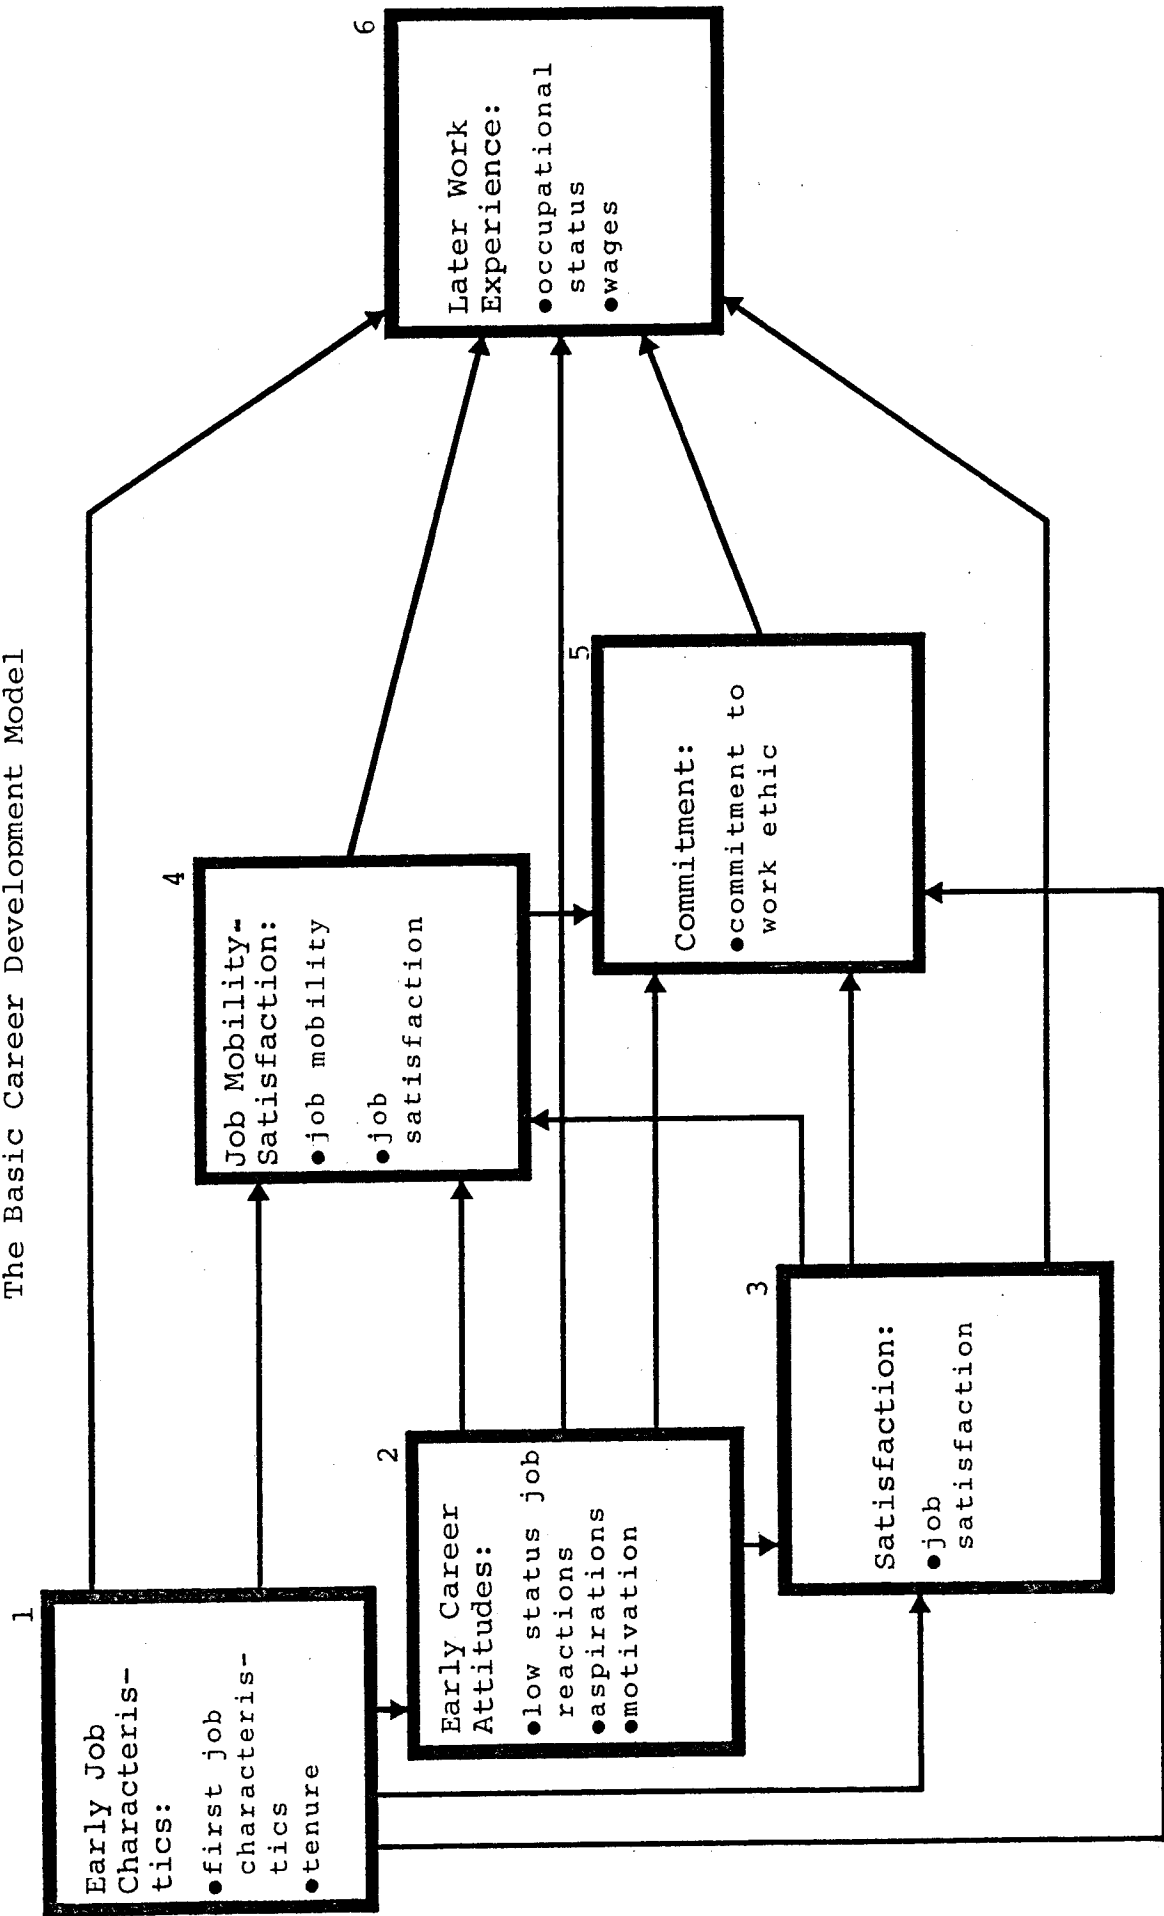 The Basic Career Development Model
1
Early Job
Characteris-
tics:
●first job
characteris-
tics
●tenure
2
Early Career
Attitudes:
●low status job
reactions
●aspirations
●motivation
3
Satisfaction:
●job
satisfaction
4
Job Mobility-
Satisfaction:
●job mobility
●job
satisfaction
5
Commitment:
●commitment to
work ethic
6
Later Work
Experience:
●occupational
status
●wages